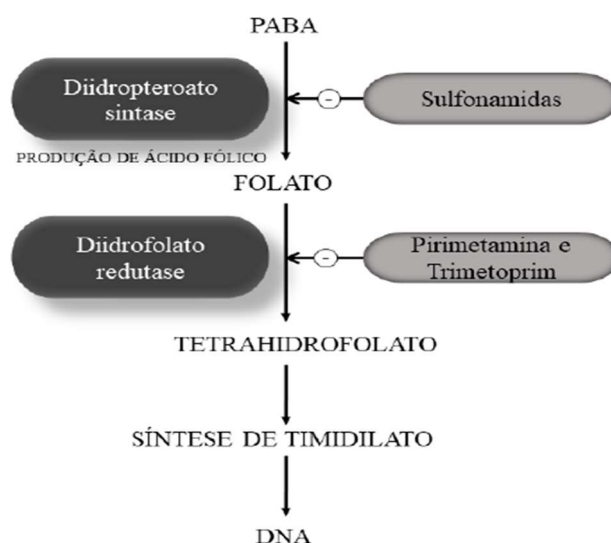 PABA
Diidropteroato
sintase
-
Sulfonamidas
PRODUÇÃO DE ÁCIDO FÓLICO
FOLATO
Diidrofolato
redutase
-
Pirimetamina e
Trimetoprim
TETRAHIDROFOLATO
SÍNTESE DE TIMIDILATO
DNA